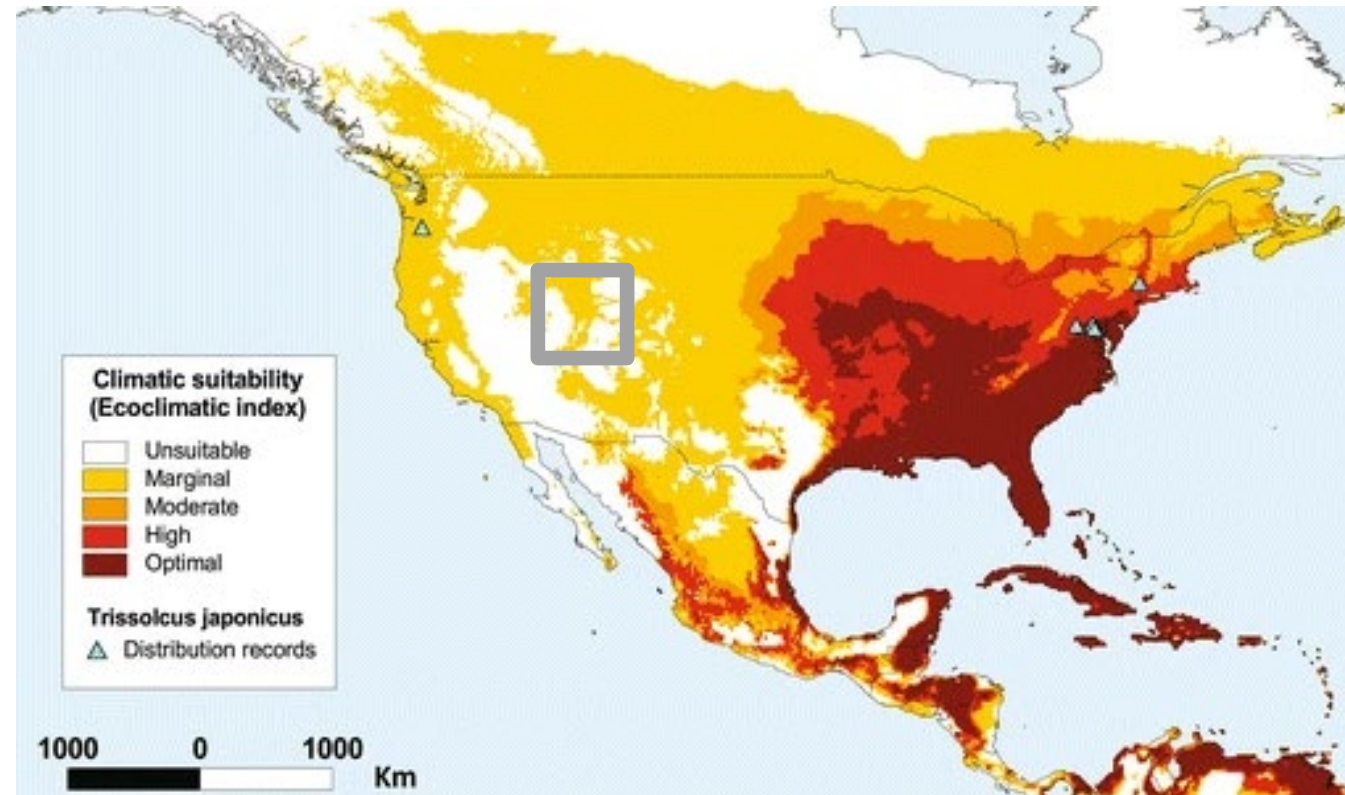 Climatic suitability
(Ecoclimatic index)
Unsuitable
Marginal
Moderate
High
Optimal
Trissolcus japonicus
Distribution records
1000 0 1000
Km